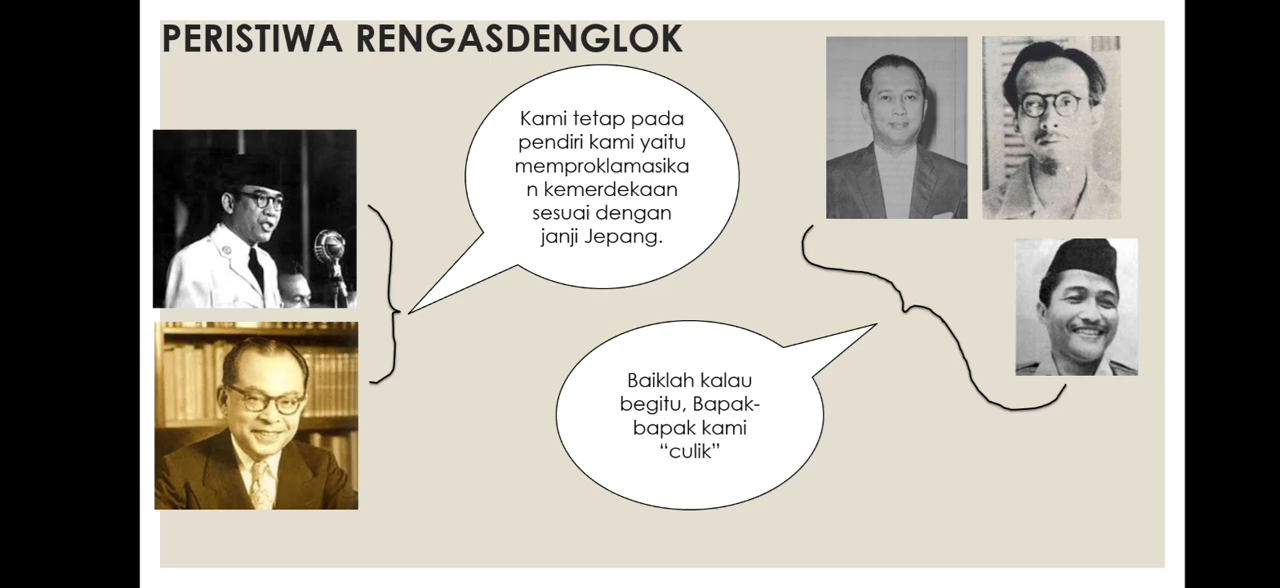 PERISTIWA RENGASDENGLOK
Kami tetap pada
pendiri kami yaitu
memproklamasika
n kemerdekaan
sesuai dengan
janji Jepang.
Baiklah kalau
begitu, Bapak-
bapak kami
“culik”